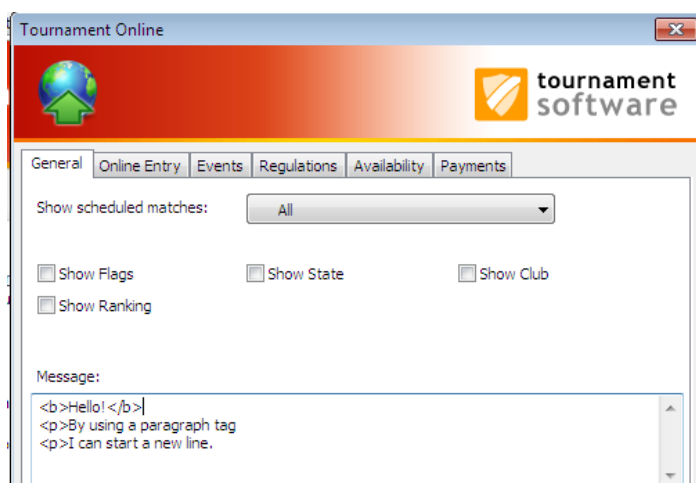 Tournament Online
tournament
software
General Online Entry Events Regulations Availability Payments
Show scheduled matches: All
Show Flags Show State Show Club
Show Ranking
Message:
<b>Hello!</b>
<p>By using a paragraph tag
<p>I can start a new line.